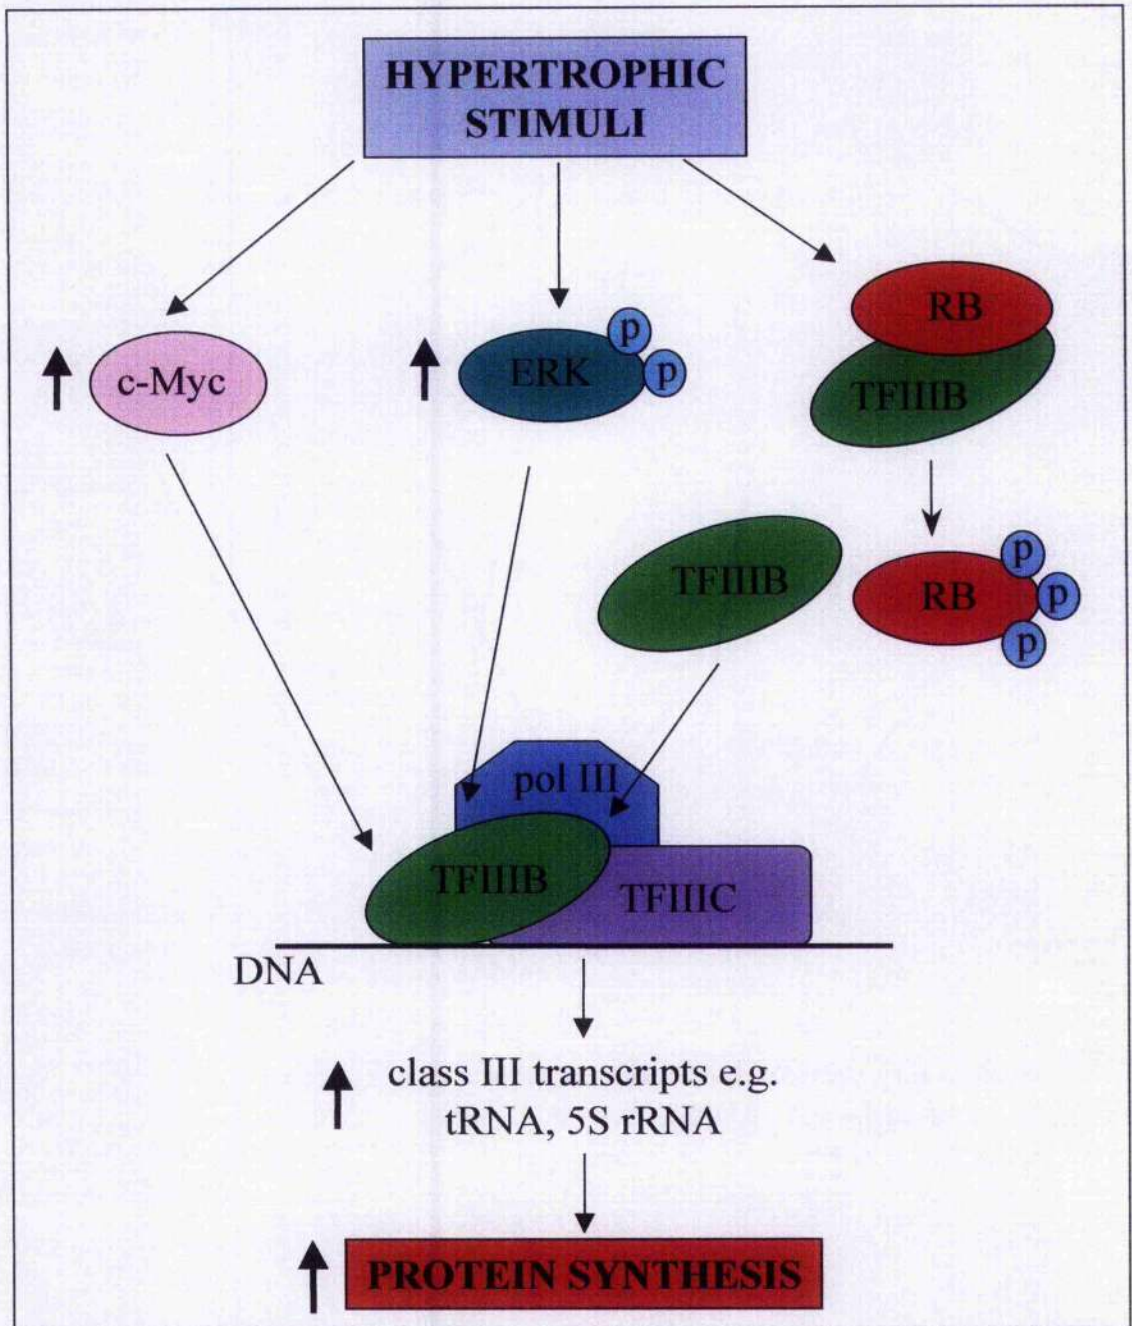 HYPERTROPHIC
STIMULI
c-Myc
ERK
p
p
RB
TFIIIB
TFIIIB
RB
p
p
p
pol III
TFIIIB
TFIIIC
DNA
class III transcripts e.g.
tRNA, 5S rRNA
PROTEIN SYNTHESIS